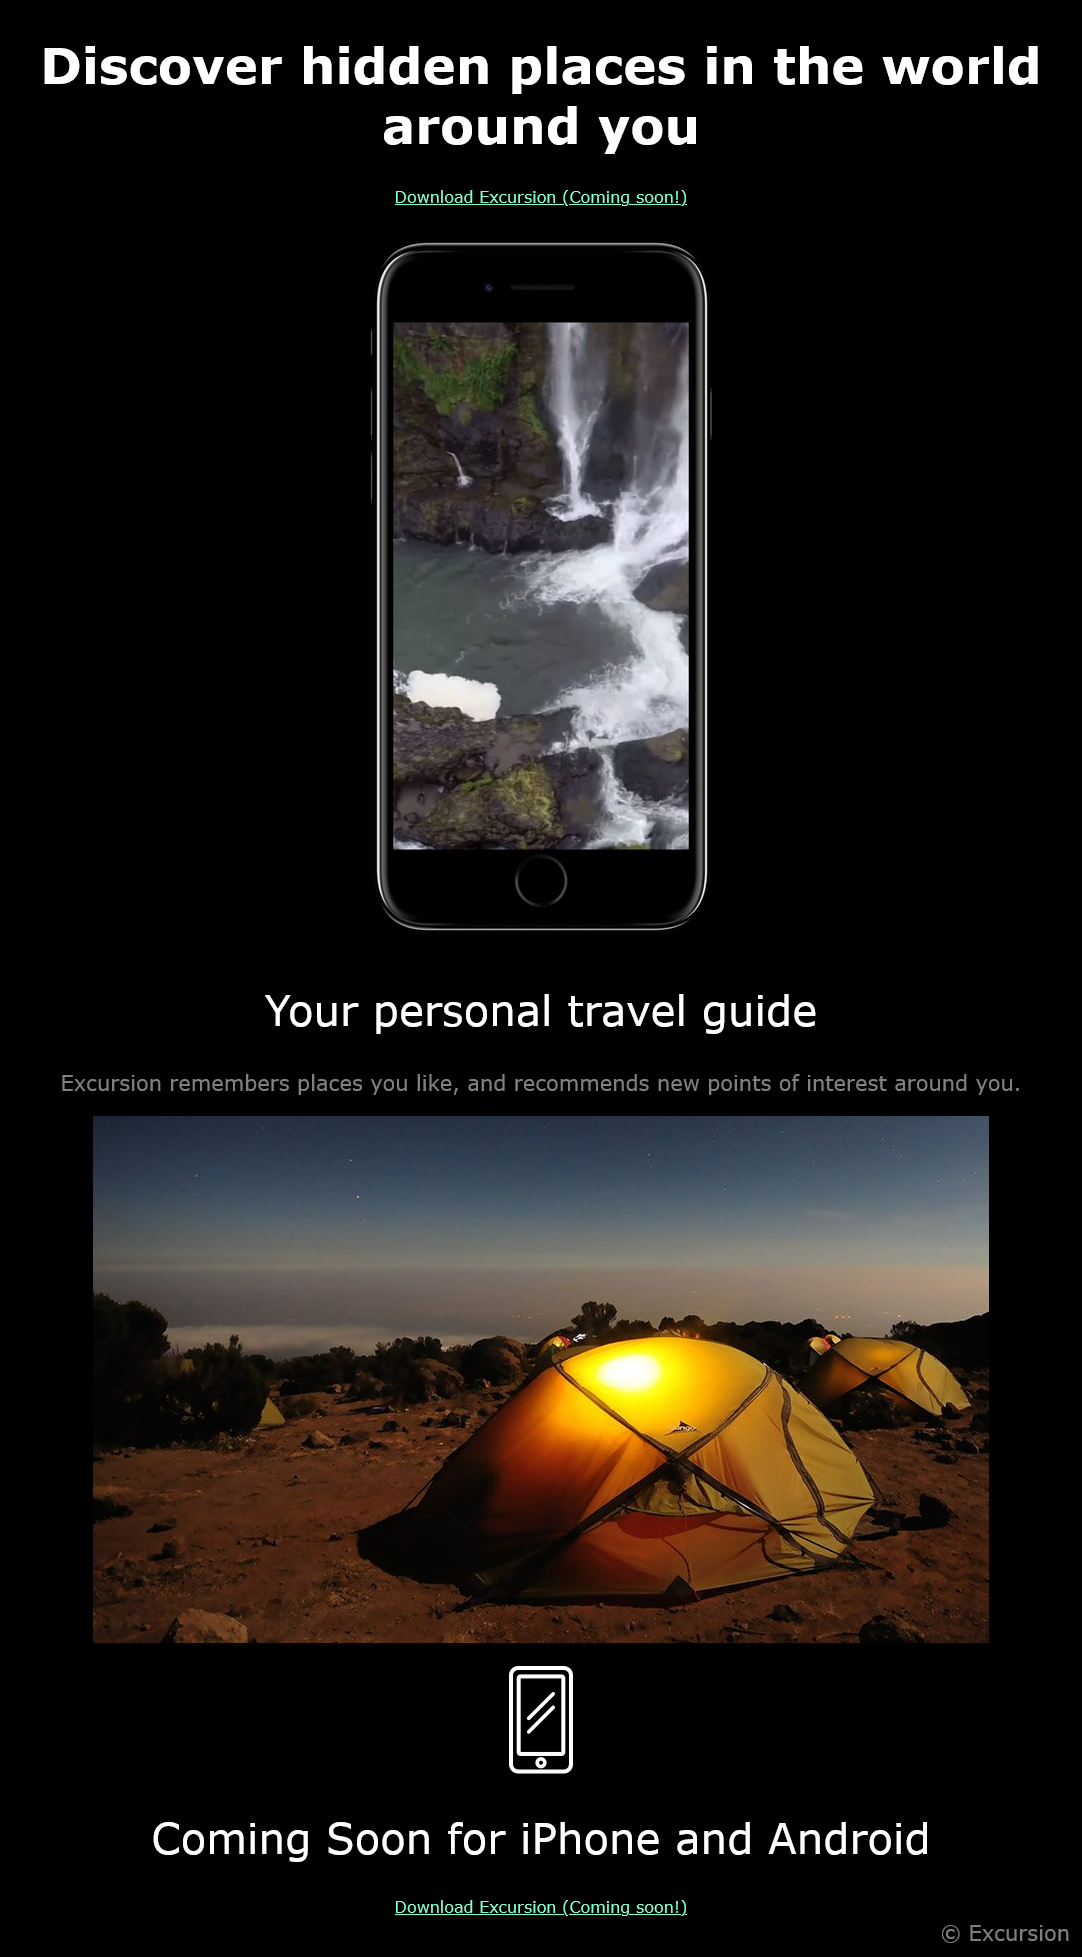 Discover hidden places in the world
around you
Download Excursion (Coming soon!)
Your personal travel guide
Excursion remembers places you like, and recommends new points of interest around you.
Coming Soon for iPhone and Android
Download Excursion (Coming soon!)
© Excursion